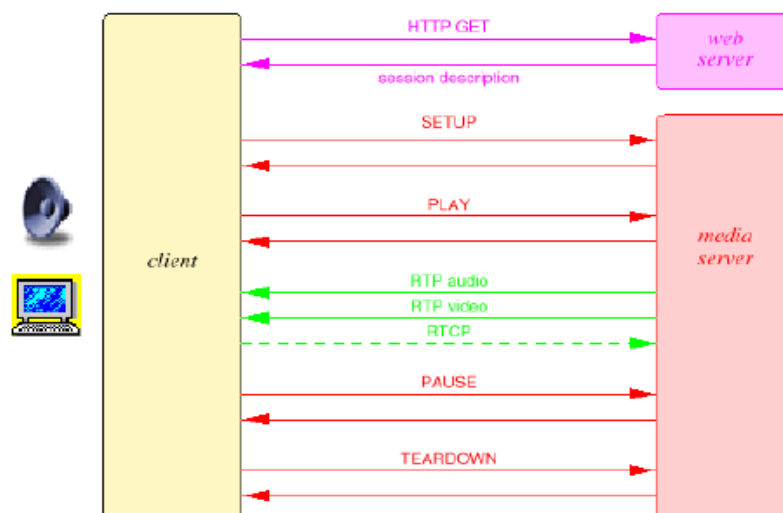 HTTP GET
web
server
session description
SETUP
PLAY
client
media
server
RTP audio
RTP video
RTCP
PAUSE
TEARDOWN